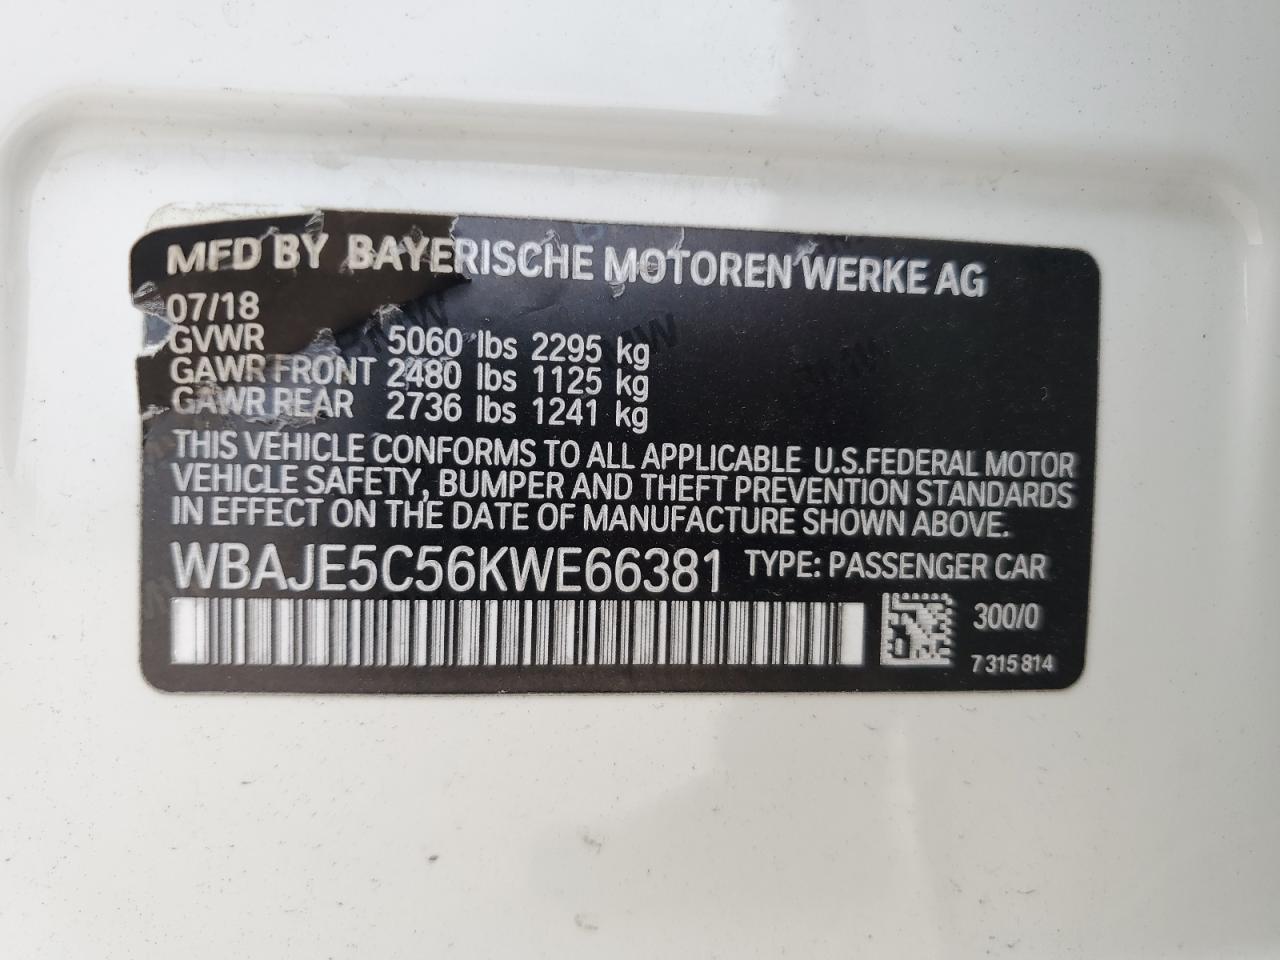 MFD BY BAYERISCHE MOTOREN WERKE AG
07/18
GVWR 5060 lbs 2295 kg
GAWR FRONT 2480 lbs 1125 kg
GAWR REAR 2736 lbs 1241 kg
THIS VEHICLE CONFORMS TO ALL APPLICABLE U.S.FEDERAL MOTOR
VEHICLE SAFETY, BUMPER AND THEFT PREVENTION STANDARDS
IN EFFECT ON THE DATE OF MANUFACTURE SHOWN ABOVE.
WBAJE5C56KWE66381 TYPE: PASSENGER CAR
300/0
7 315 814
BMW
BMW
BMW